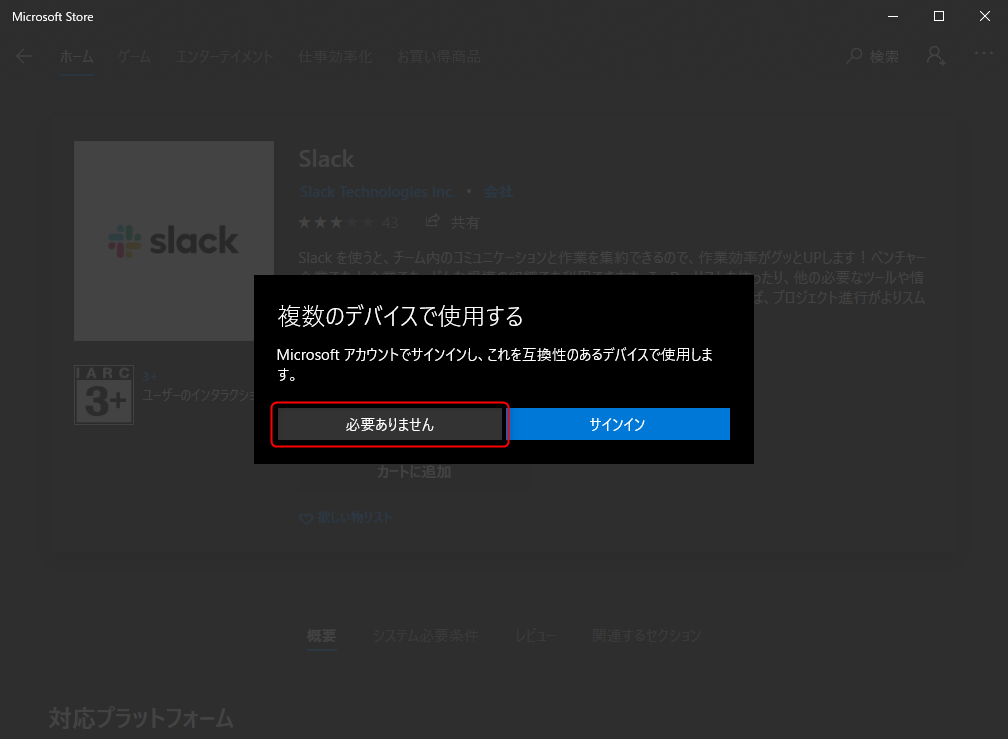 Microsoft Store
ホーム ゲーム エンターテイメント 仕事効率化 お買い得商品 検索
slack
Slack
Slack Technologies Inc. • 会社
43 共有
Slack を使うと、チーム内のコミュニケーションと作業を集約できるので、作業効率がグッとUPします！ベンチャー
ったり、他の必要なツールや情
ば、プロジェクト進行がよりスム
複数のデバイスで使用する
Microsoft アカウントでサインインし、これを互換性のあるデバイスで使用しま
す。
必要ありません サインイン
IARC
3+
3+
ユーザーのインタラクショ
カートに追加
欲しい物リスト
概要 システム必要条件 レビュー 関連するセクション
対応プラットフォーム